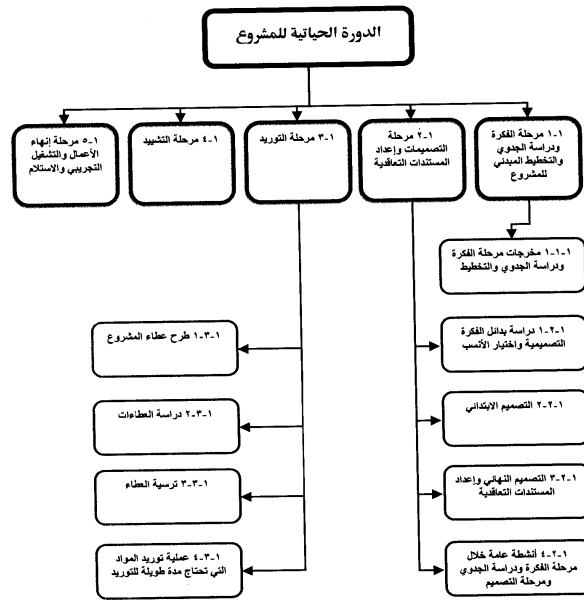 الدورة الحياتية للمشروع
١-١ مرحلة الفكرة
ودراسة الجدوي
والتخطيط المبدئي
للمشروع
٢-١ مرحلة
التصميمات وإعداد
المستندات التعاقدية
٣-١ مرحلة التوريد
٤-١ مرحلة التشييد
٥-١ مرحلة إنهاء
الأعمال والتشغيل
التجريبي والاستلام
١-١-١ مخرجات مرحلة الفكرة
ودراسة الجدوي والتخطيط
١-٢-١ دراسة بدائل الفكرة
التصميمية واختيار الأنسب
٢-٢-١ التصميم الابتدائي
٣-٢-١ التصميم النهائي وإعداد
المستندات التعاقدية
٤-٢-١ أنشطة عامة خلال
مرحلة الفكرة ودراسة الجدوي
ومرحلة التصميم
١-٣-١ طرح عطاء المشروع
٢-٣-١ دراسة العطاءات
٣-٣-١ ترسية العطاء
٤-٣-١ عملية توريد المواد
التي تحتاج مدة طويلة للتوريد